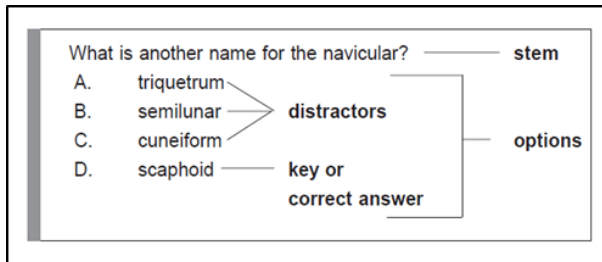 What is another name for the navicular? stem
A. triquetrum
B. semilunar distractors
C. cuneiform options
D. scaphoid key or
correct answer